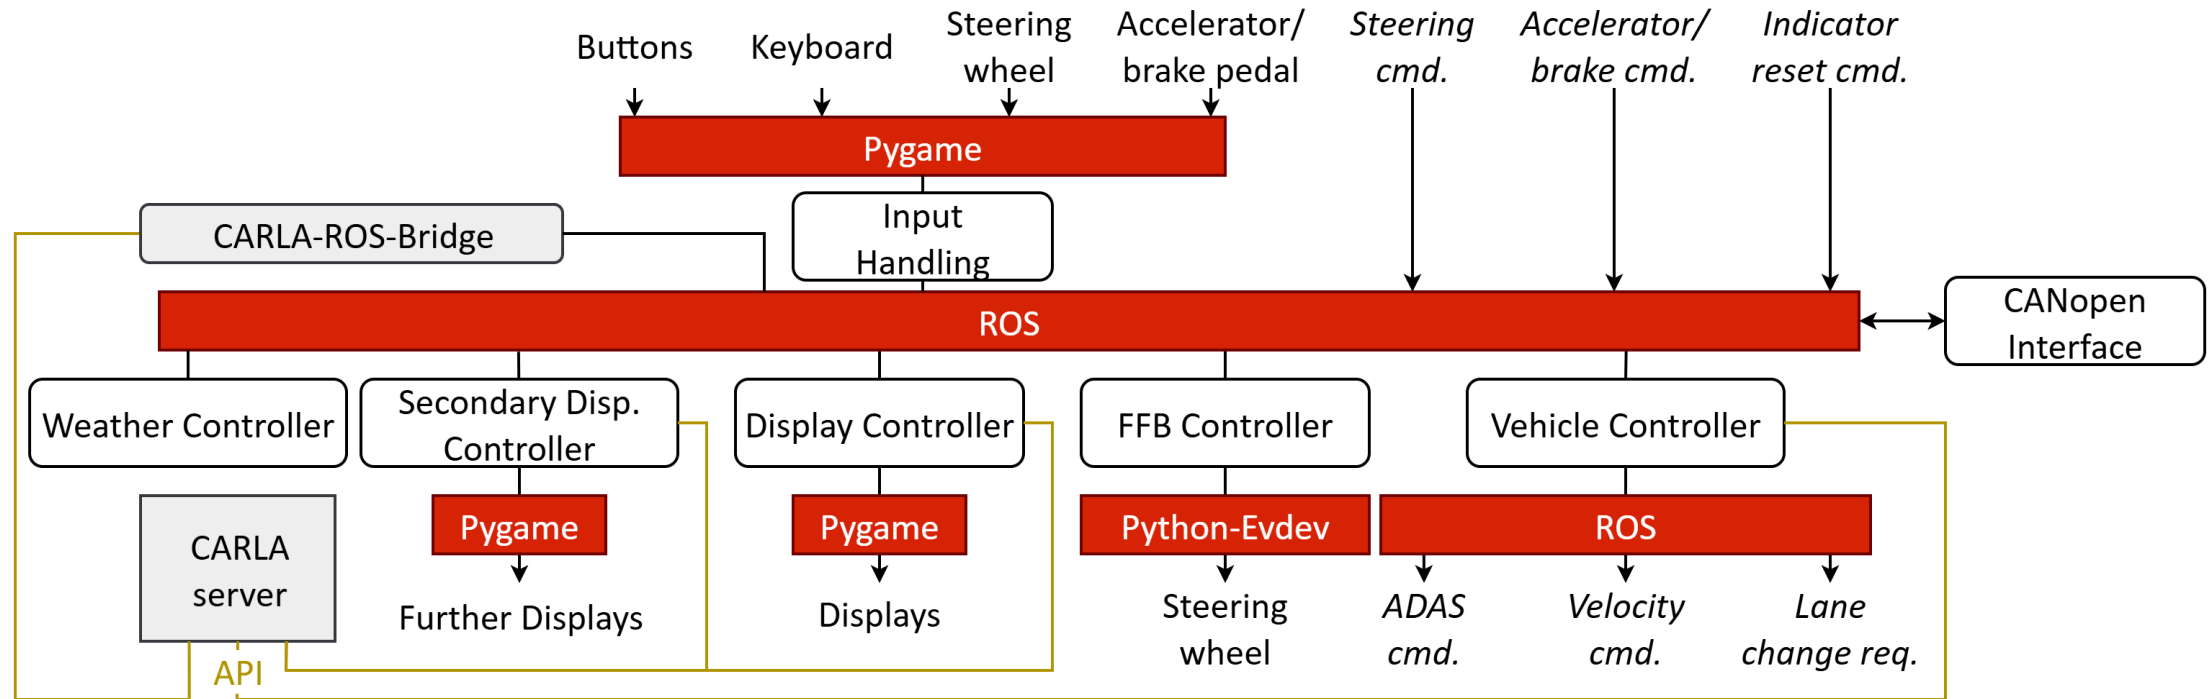 Buttons
Keyboard
Steering
wheel
Accelerator/
brake pedal
Steering
cmd.
Accelerator/
brake cmd.
Indicator
reset cmd.
Pygame
CARLA-ROS-Bridge
Input
Handling
ROS
CANopen
Interface
Weather Controller
Secondary Disp.
Controller
Display Controller
FFB Controller
Vehicle Controller
CARLA
server
Pygame
Pygame
Python-Evdev
ROS
Further Displays
Displays
Steering
wheel
ADAS
cmd.
Velocity
cmd.
Lane
change req.
API